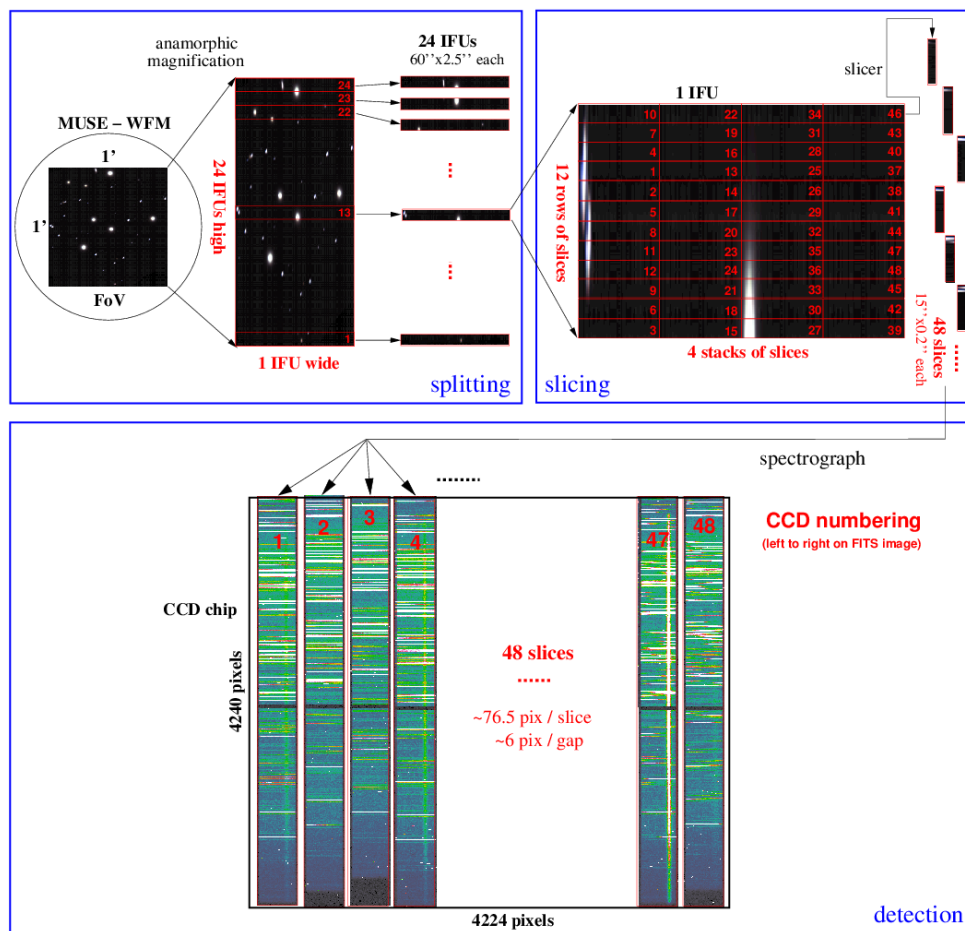 anamorphic
magnification
24 IFUs
60''x2.5'' each
24
23
22
MUSE – WFM
1'
1'
FoV
24 IFUs high
13
1
1 IFU wide
splitting
slicer
1 IFU
12 rows of slices
10 22 34 46
7 19 31 43
4 16 28 40
1 13 25 37
2 14 26 38
5 17 29 41
8 20 32 44
11 23 35 47
12 24 36 48
9 21 33 45
6 18 30 42
3 15 27 39
4 stacks of slices
48 slices
15''x0.2'' each
slicing
spectrograph
1 2 3 4 47 48
CCD numbering
(left to right on FITS image)
CCD chip
4240 pixels
48 slices
~76.5 pix / slice
~6 pix / gap
4224 pixels
detection